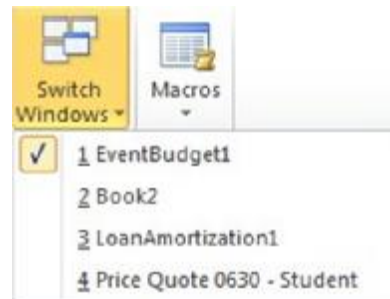 Switch Windows
Macros
1 EventBudget1
2 Book2
3 LoanAmortization1
4 Price Quote 0630 - Student